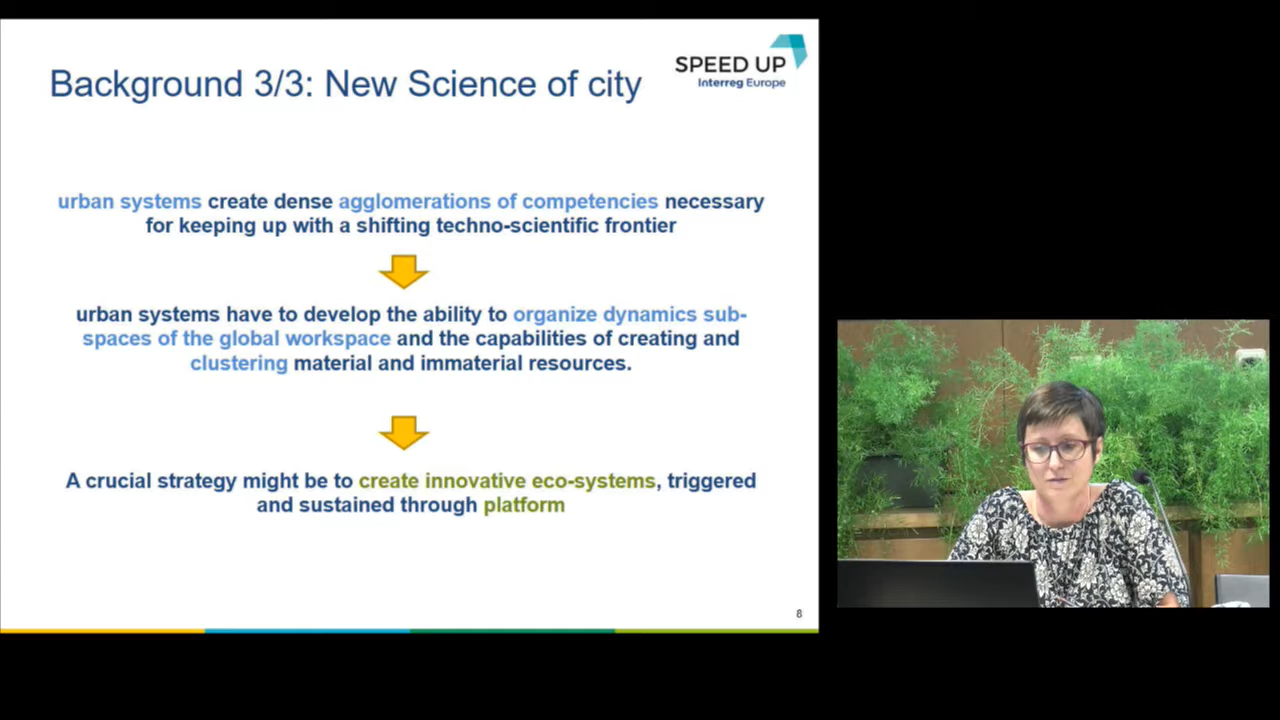 Background 3/3: New Science of city
SPEED UP
Interreg Europe
urban systems create dense agglomerations of competencies necessary
for keeping up with a shifting techno-scientific frontier
urban systems have to develop the ability to organize dynamics sub-
spaces of the global workspace and the capabilities of creating and
clustering material and immaterial resources.
A crucial strategy might be to create innovative eco-systems, triggered
and sustained through platform
8